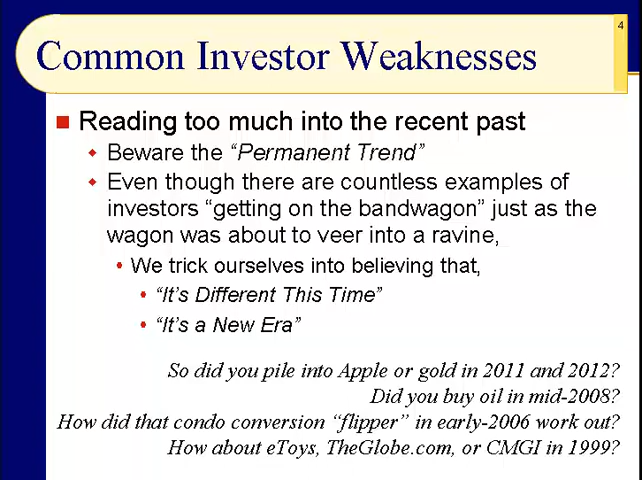 4
Common Investor Weaknesses
Reading too much into the recent past
Beware the “Permanent Trend”
Even though there are countless examples of
investors “getting on the bandwagon” just as the
wagon was about to veer into a ravine,
We trick ourselves into believing that,
“It’s Different This Time”
“It’s a New Era”
So did you pile into Apple or gold in 2011 and 2012?
Did you buy oil in mid-2008?
How did that condo conversion “flipper” in early-2006 work out?
How about eToys, TheGlobe.com, or CMGI in 1999?